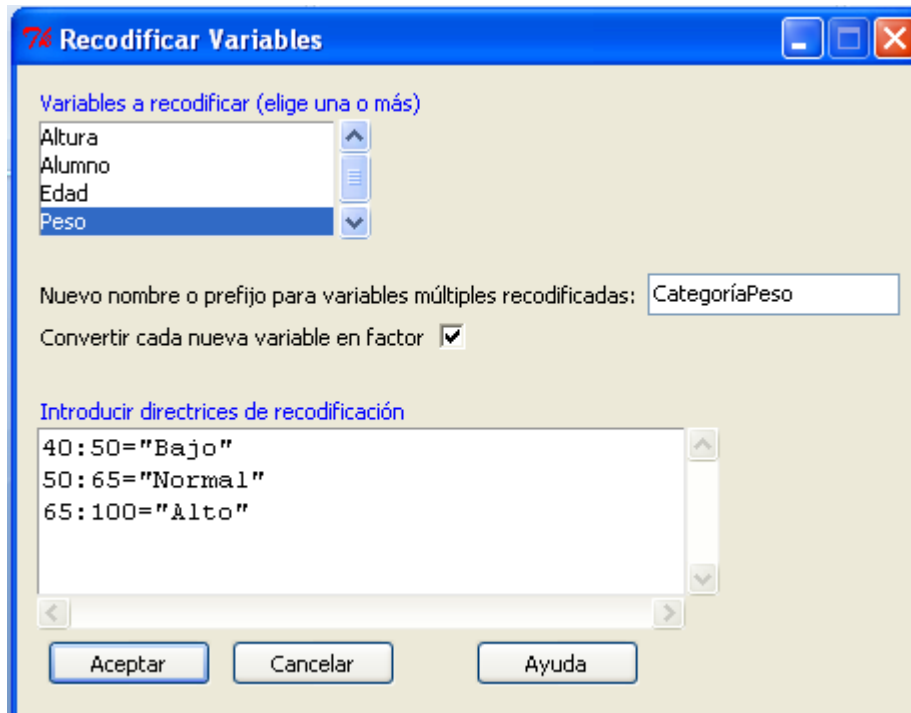 Recodificar Variables
Variables a recodificar (elige una o más)
Altura
Alumno
Edad
Peso
Nuevo nombre o prefijo para variables múltiples recodificadas: CategoríaPeso
Convertir cada nueva variable en factor
Introducir directrices de recodificación
40:50="Bajo"
50:65="Normal"
65:100="Alto"
Aceptar Cancelar Ayuda